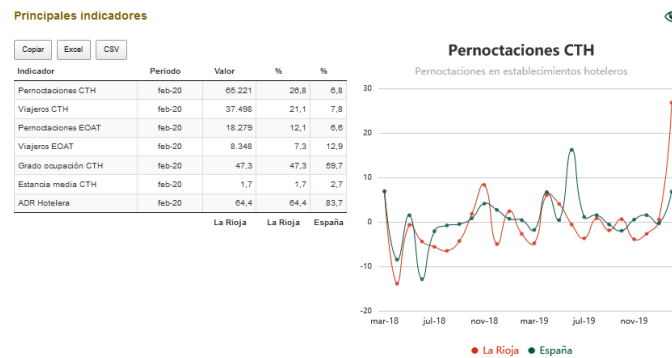 Principales indicadores
Copiar Excel CSV
Indicador Periodo Valor % %
Pernoctaciones CTH feb-20 65.221 26,8 6,8
Viajeros CTH feb-20 37.498 21,1 7,8
Pernoctaciones EOAT feb-20 18.279 12,1 6,6
Viajeros EOAT feb-20 8.348 7,3 12,9
Grado ocupación CTH feb-20 47,3 47,3 59,7
Estancia media CTH feb-20 1,7 1,7 2,7
ADR Hotelera feb-20 64,4 64,4 83,7
La Rioja La Rioja España
Pernoctaciones CTH
Pernoctaciones en establecimientos hoteleros
30
20
10
0
-10
-20
mar-18 jul-18 nov-18 mar-19 jul-19 nov-19
La Rioja España